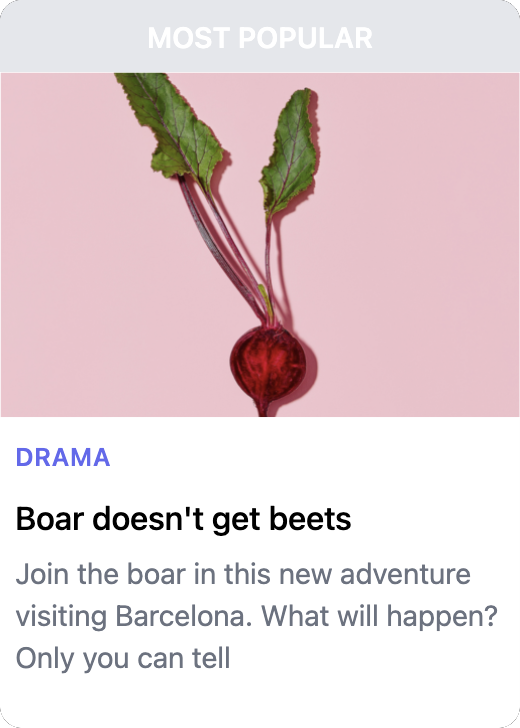 MOST POPULAR
DRAMA
Boar doesn't get beets
Join the boar in this new adventure
visiting Barcelona. What will happen?
Only you can tell